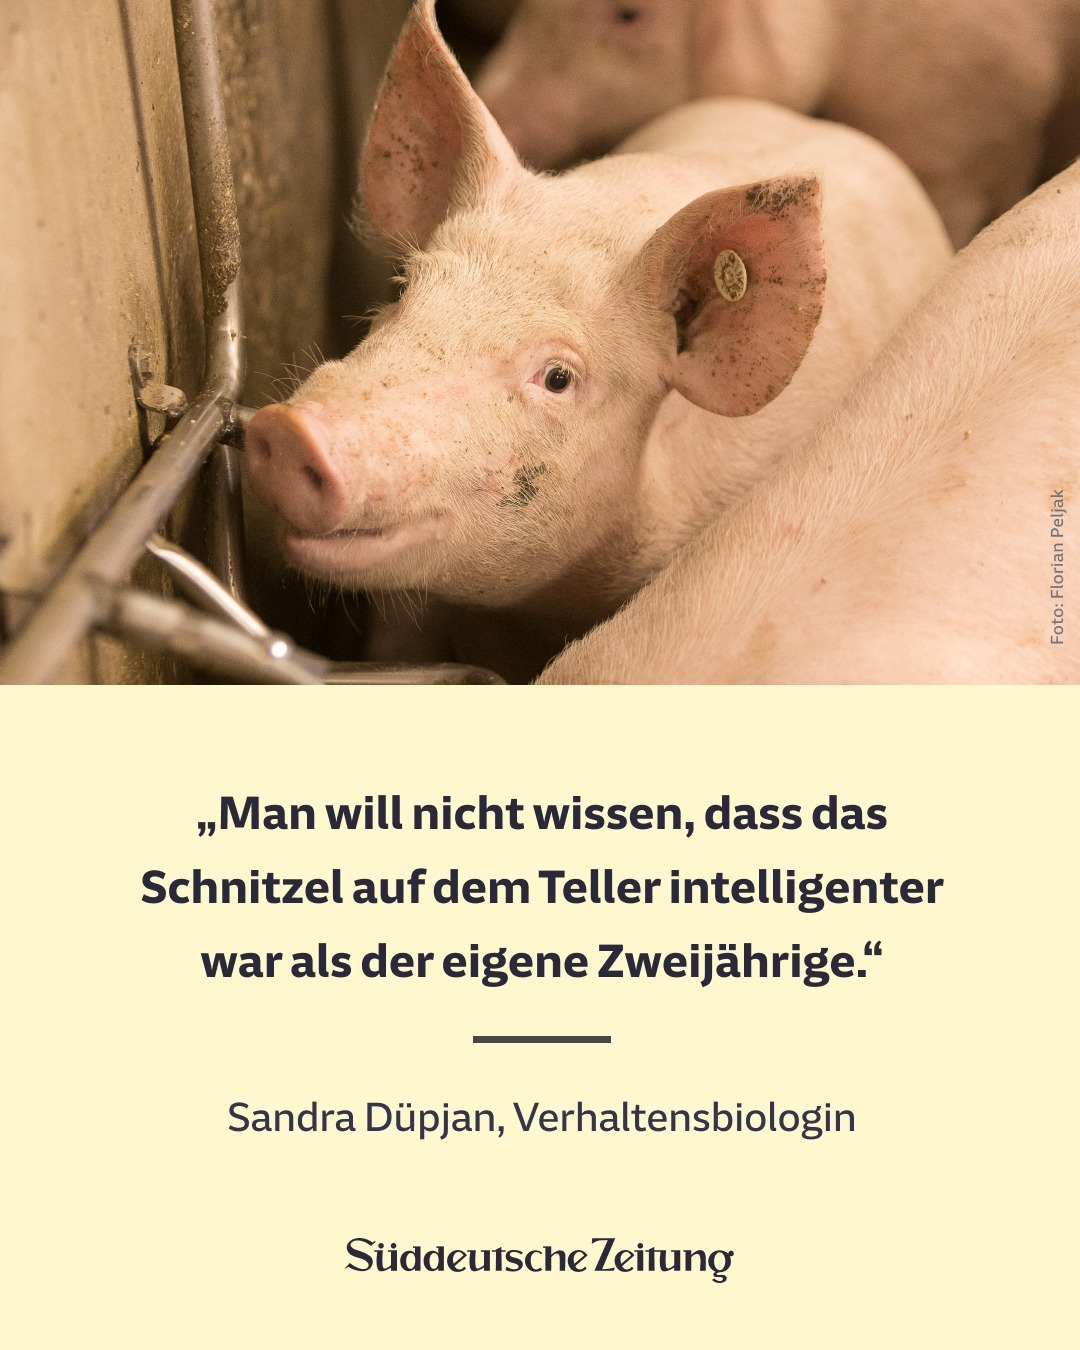 Foto: Florian Peljak
„Man will nicht wissen, dass das
Schnitzel auf dem Teller intelligenter
war als der eigene Zweijährige.“
Sandra Düpjan, Verhaltensbiologin
Süddeutsche Zeitung